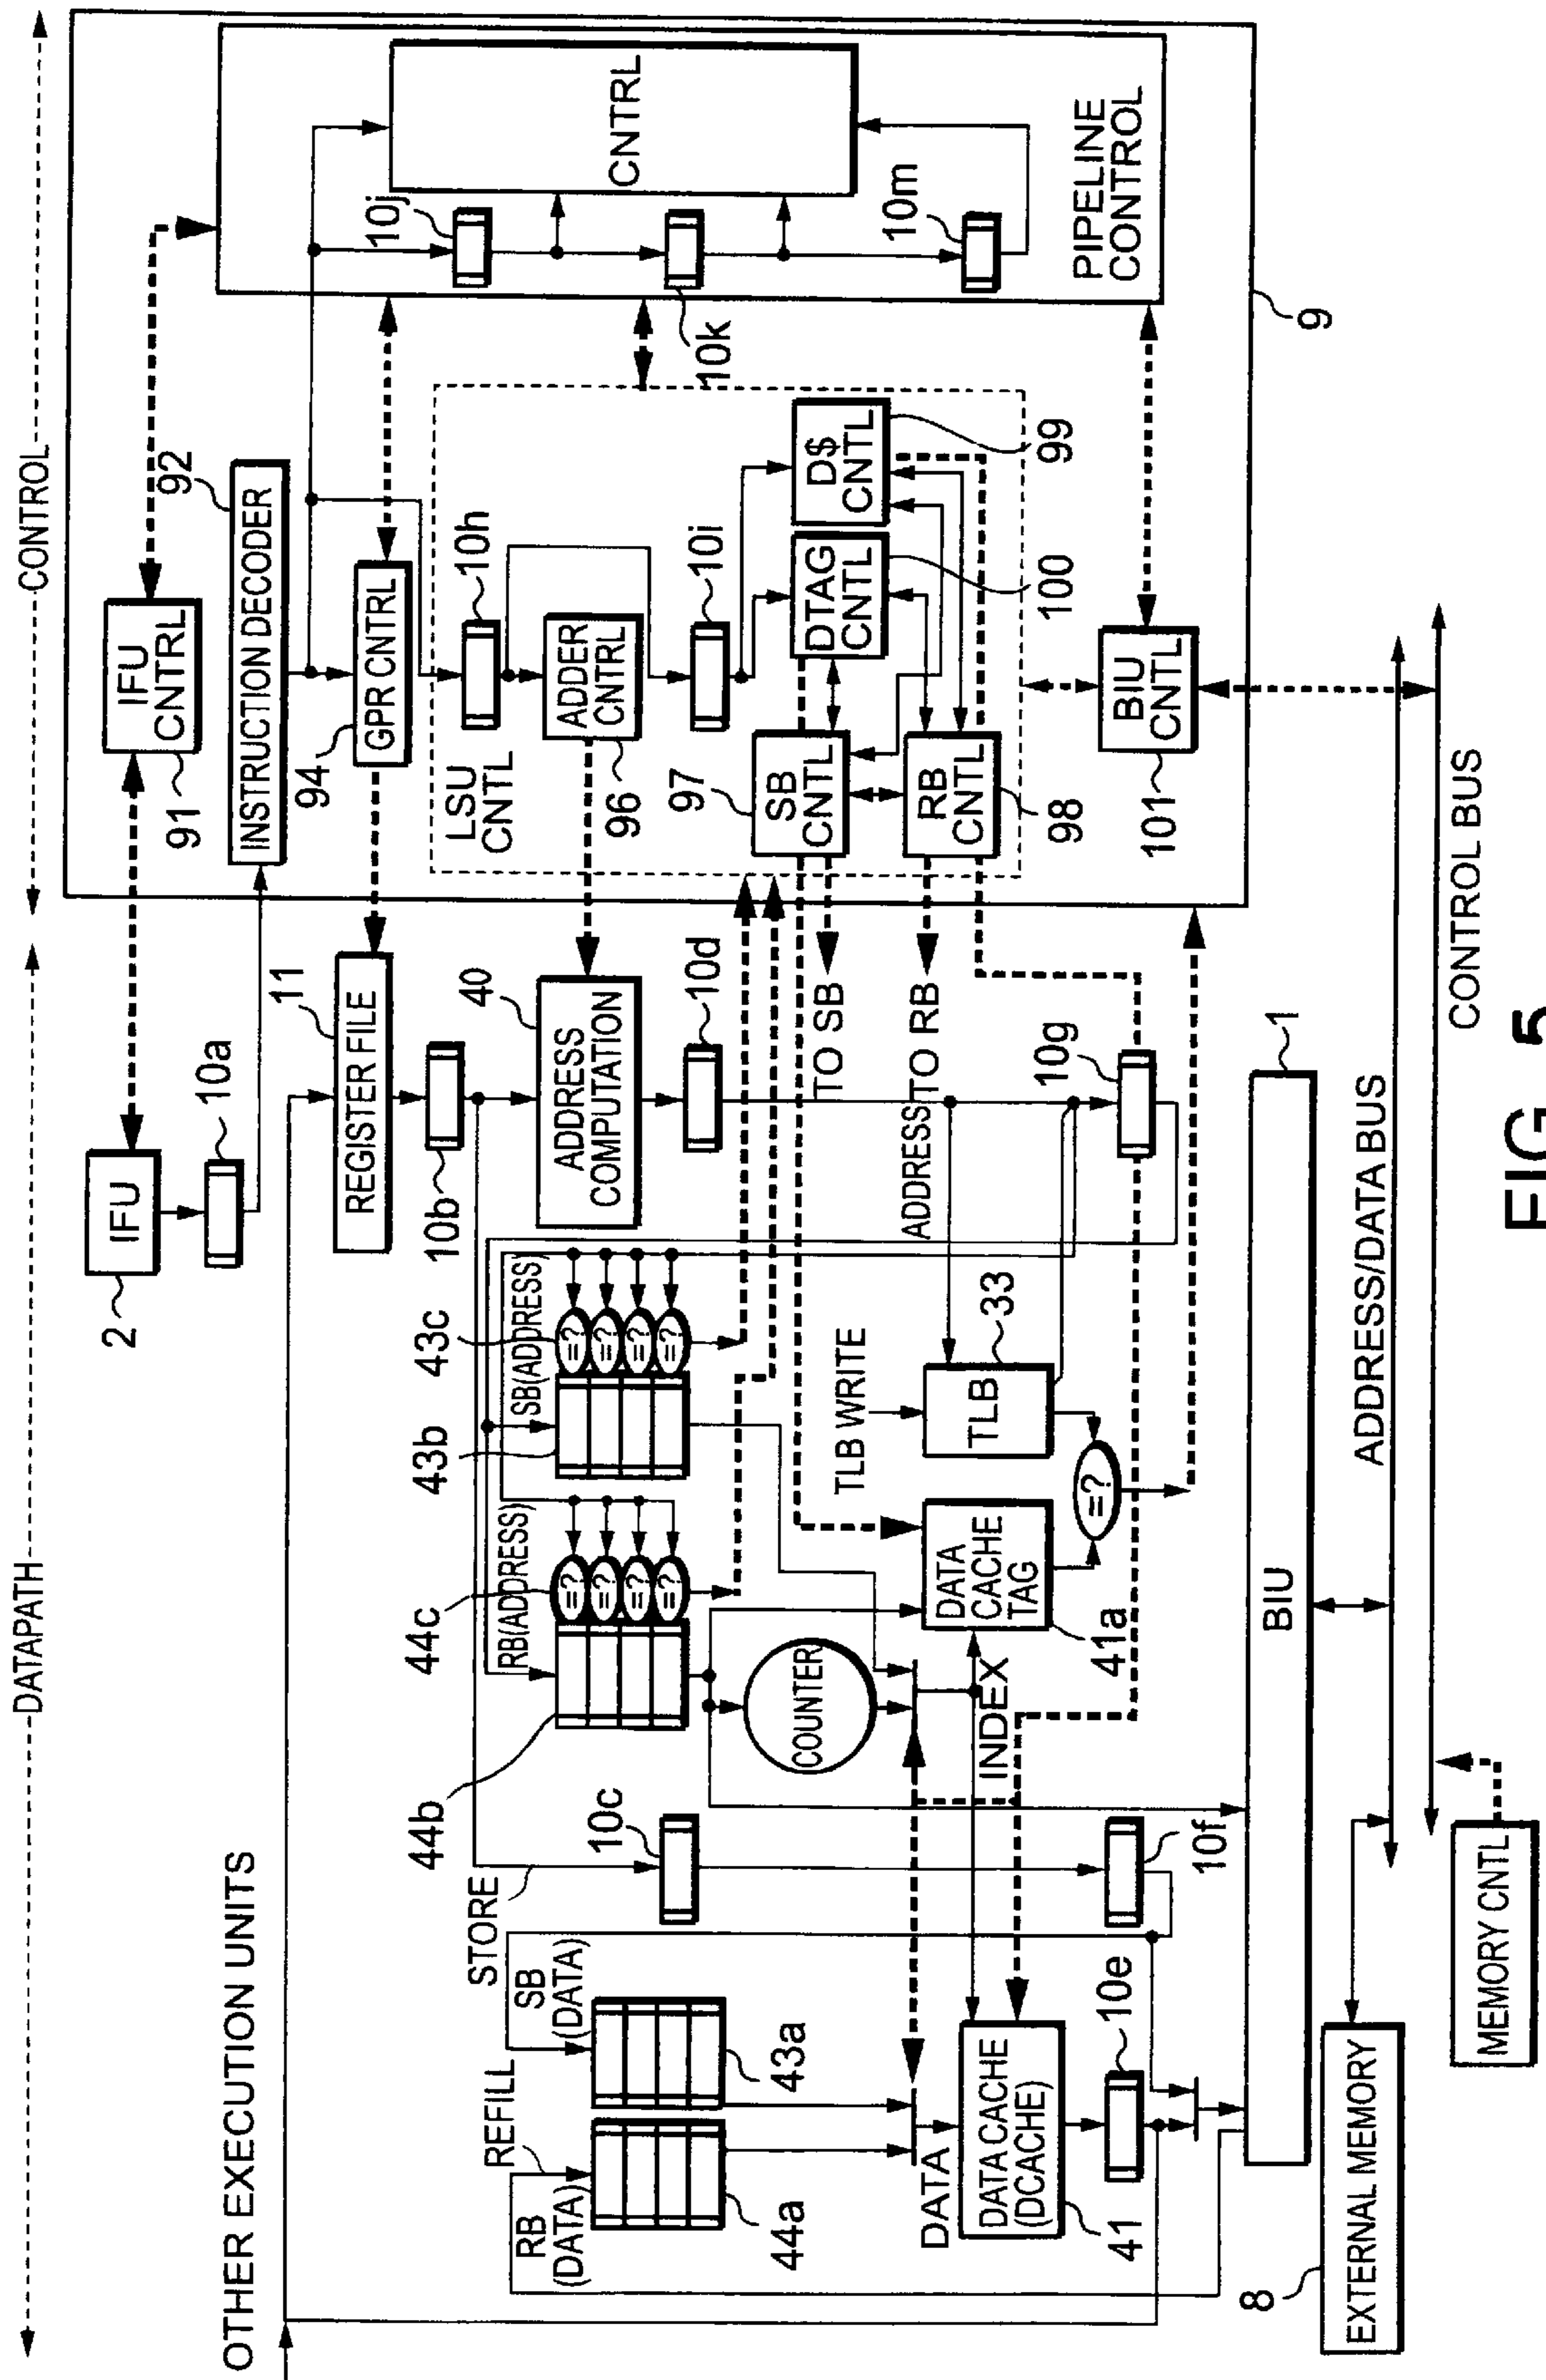 DATAPATH
CONTROL
OTHER EXECUTION UNITS
IFU
2
10a
IFU
CNTRL
91
INSTRUCTION DECODER
92
REGISTER FILE
11
GPR CNTRL
94
10b
10j
CNTRL
10k
10m
PIPELINE
CONTROL
LSU
CNTL
10h
ADDER
CNTRL
96
10i
ADDRESS
COMPUTATION
40
10d
STORE
SB
(DATA)
REFILL
RB
(DATA)
43a
44a
10c
44b
44c
RB(ADDRESS)
=?
=?
=?
=?
43b
43c
SB(ADDRESS)
=?
=?
=?
=?
97
SB
CNTL
DTAG
CNTL
100
D$
CNTL
99
RB
CNTL
98
TO SB
TO RB
ADDRESS
COUNTER
INDEX
TLB WRITE
TLB
33
DATA
CACHE
TAG
41a
=?
DATA
DATA CACHE
(DCACHE)
41
10e
10f
10g
BIU
CNTL
101
9
BIU
1
ADDRESS/DATA BUS
CONTROL BUS
EXTERNAL MEMORY
8
MEMORY CNTL
FIG. 5